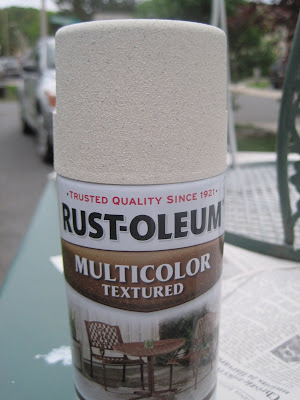 • TRUSTED QUALITY SINCE 1921 •
RUST-OLEUM
MULTICOLOR
TEXTURED